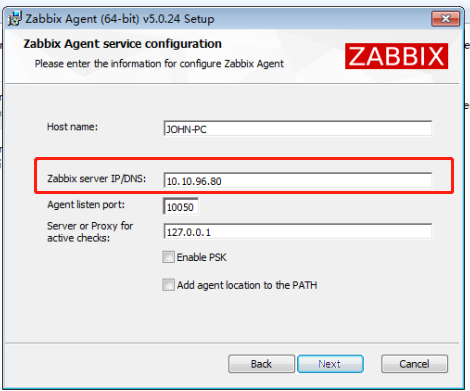 Zabbix Agent (64-bit) v5.0.24 Setup
Zabbix Agent service configuration
Please enter the information for configure Zabbix Agent
ZABBIX
Host name:
JOHN-PC
Zabbix server IP/DNS:
10.10.96.80
Agent listen port:
10050
Server or Proxy for
active checks:
127.0.0.1
Enable PSK
Add agent location to the PATH
Back
Next
Cancel